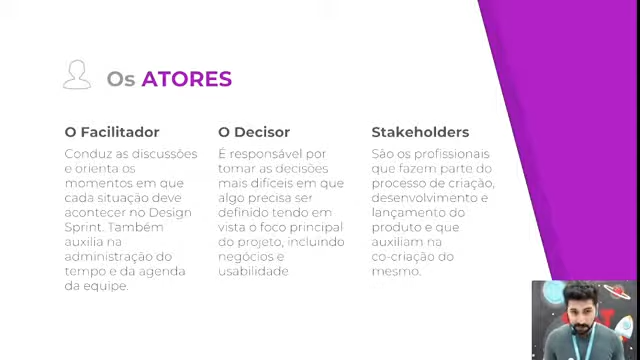 Os ATORES
O Facilitador
Conduz as discussões
e orienta os
momentos em que
cada situação deve
acontecer no Design
Sprint. Também
auxilia na
administração do
tempo e da agenda
da equipe.
O Decisor
É responsável por
tomar as decisões
mais difíceis em que
algo precisa ser
definido tendo em
vista o foco principal
do projeto, incluindo
negócios e
usabilidade
Stakeholders
São os profissionais
que fazem parte do
processo de criação,
desenvolvimento e
lançamento do
produto e que
auxiliam na
co-criação do
mesmo.